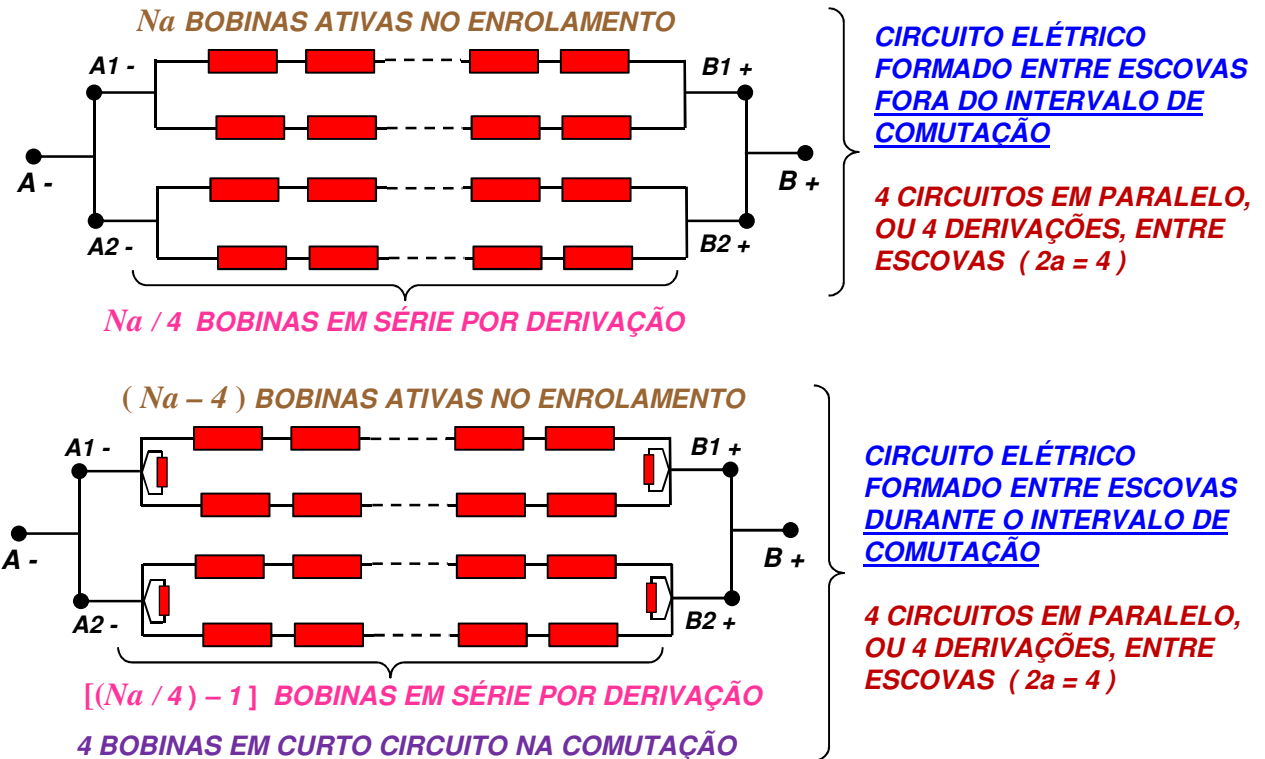 Na BOBINAS ATIVAS NO ENROLAMENTO
A1 -
B1 +
A -
B +
A2 -
B2 +
Na / 4 BOBINAS EM SÉRIE POR DERIVAÇÃO
CIRCUITO ELÉTRICO
FORMADO ENTRE ESCOVAS
FORA DO INTERVALO DE
COMUTAÇÃO
4 CIRCUITOS EM PARALELO,
OU 4 DERIVAÇÕES, ENTRE
ESCOVAS ( 2a = 4 )
( Na – 4 ) BOBINAS ATIVAS NO ENROLAMENTO
A1 -
B1 +
A -
B +
A2 -
B2 +
[(Na / 4 ) – 1 ] BOBINAS EM SÉRIE POR DERIVAÇÃO
4 BOBINAS EM CURTO CIRCUITO NA COMUTAÇÃO
CIRCUITO ELÉTRICO
FORMADO ENTRE ESCOVAS
DURANTE O INTERVALO DE
COMUTAÇÃO
4 CIRCUITOS EM PARALELO,
OU 4 DERIVAÇÕES, ENTRE
ESCOVAS ( 2a = 4 )